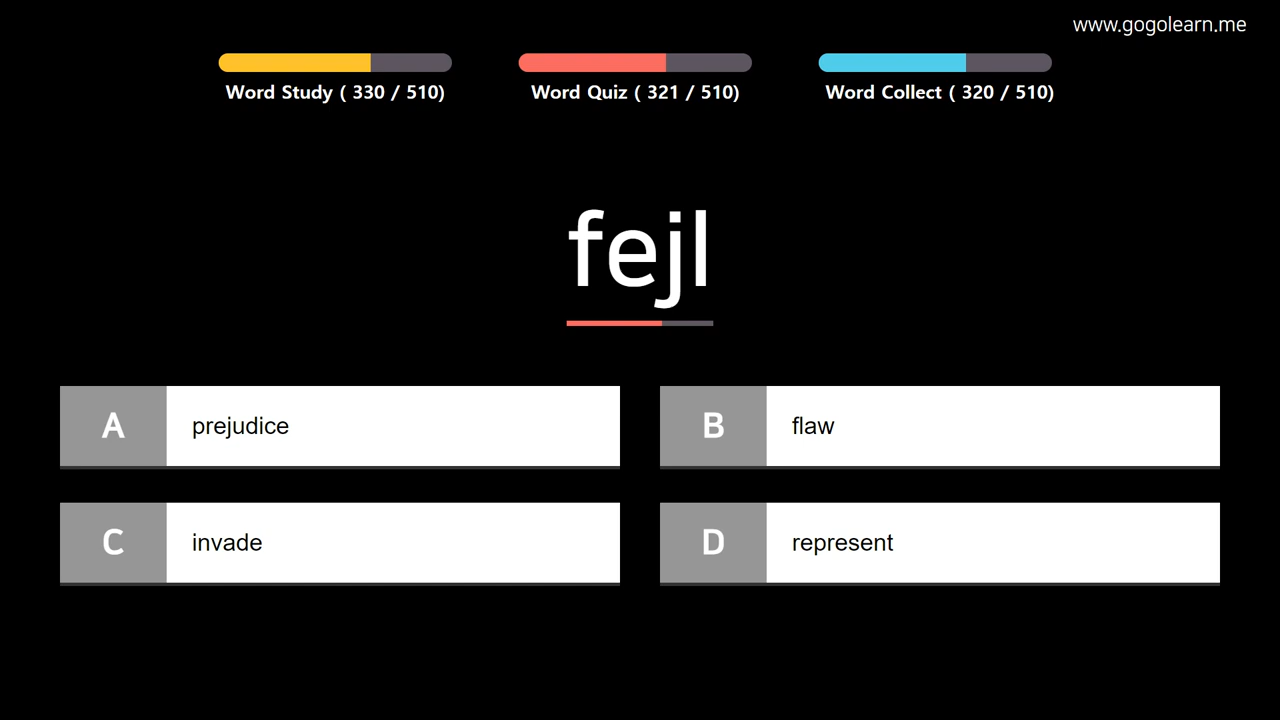 www.gogolearn.me
Word Study ( 330 / 510)
Word Quiz ( 321 / 510)
Word Collect ( 320 / 510)
fejl
A prejudice
B flaw
C invade
D represent